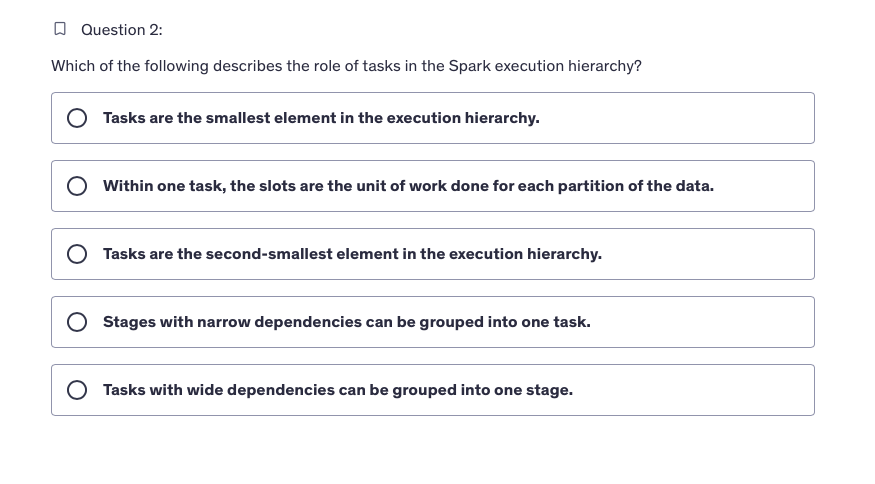 Question 2:
Which of the following describes the role of tasks in the Spark execution hierarchy?
Tasks are the smallest element in the execution hierarchy.
Within one task, the slots are the unit of work done for each partition of the data.
Tasks are the second-smallest element in the execution hierarchy.
Stages with narrow dependencies can be grouped into one task.
Tasks with wide dependencies can be grouped into one stage.